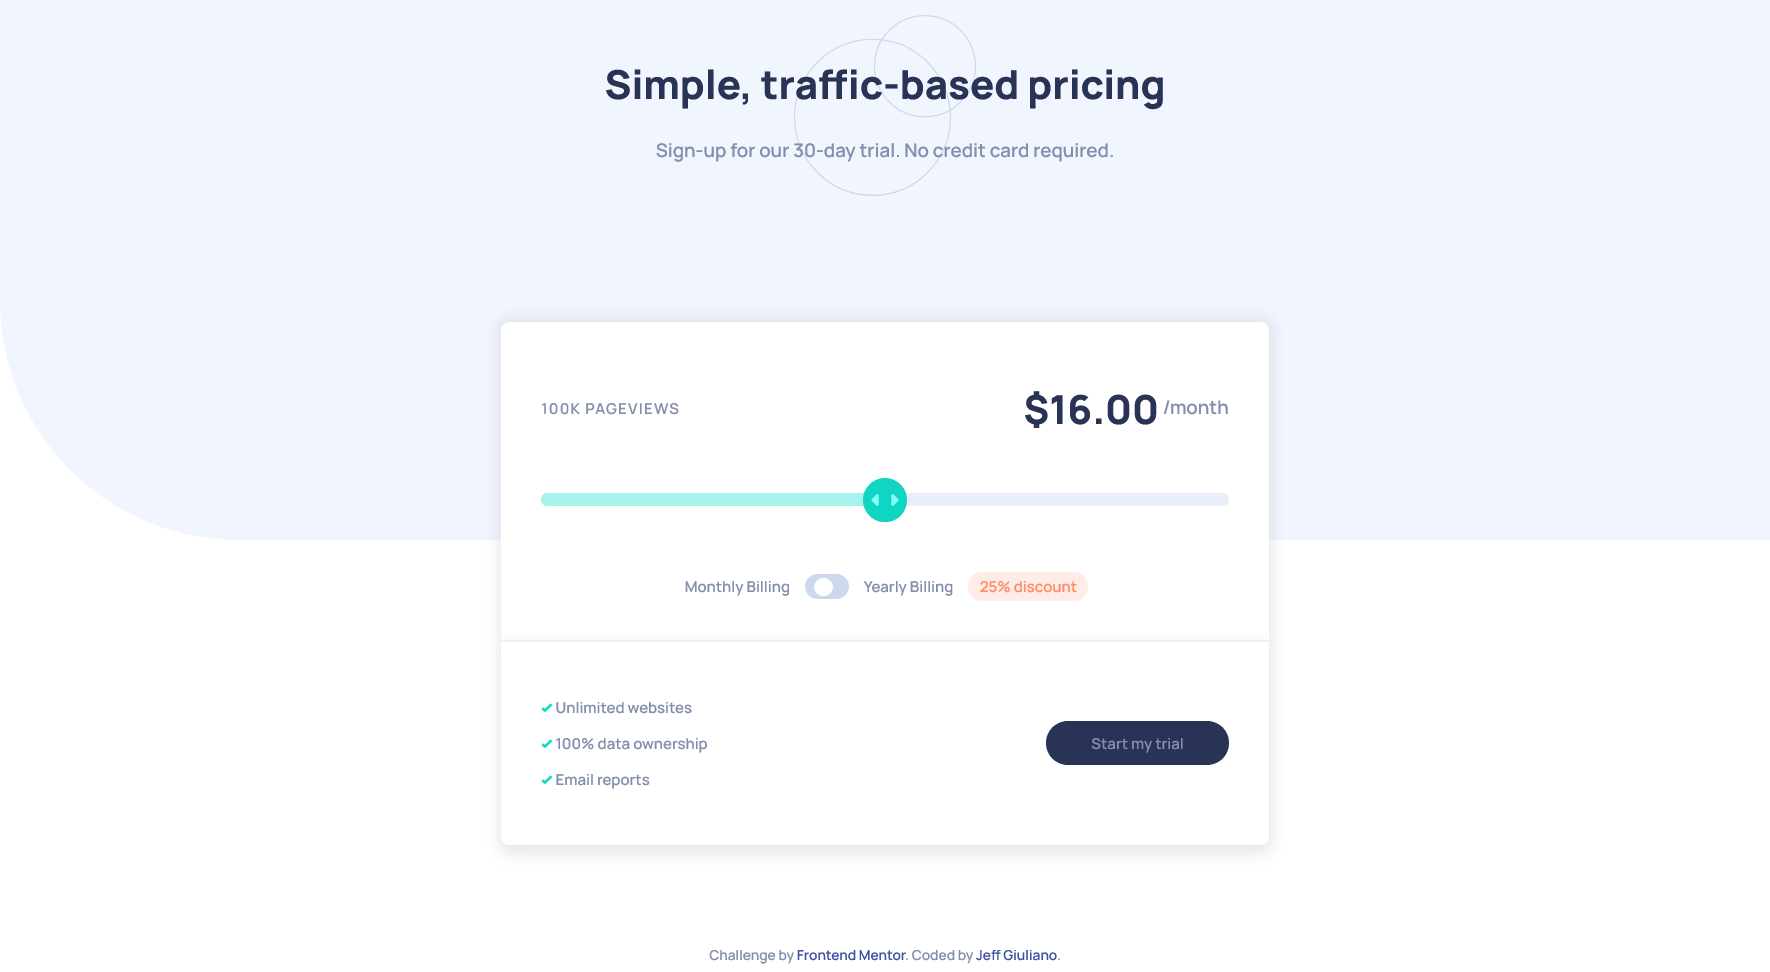 Simple, traffic-based pricing
Sign-up for our 30-day trial. No credit card required.
100K PAGEVIEWS
$16.00 /month
Monthly Billing
Yearly Billing
25% discount
Unlimited websites
100% data ownership
Email reports
Start my trial
Challenge by Frontend Mentor. Coded by Jeff Giuliano.